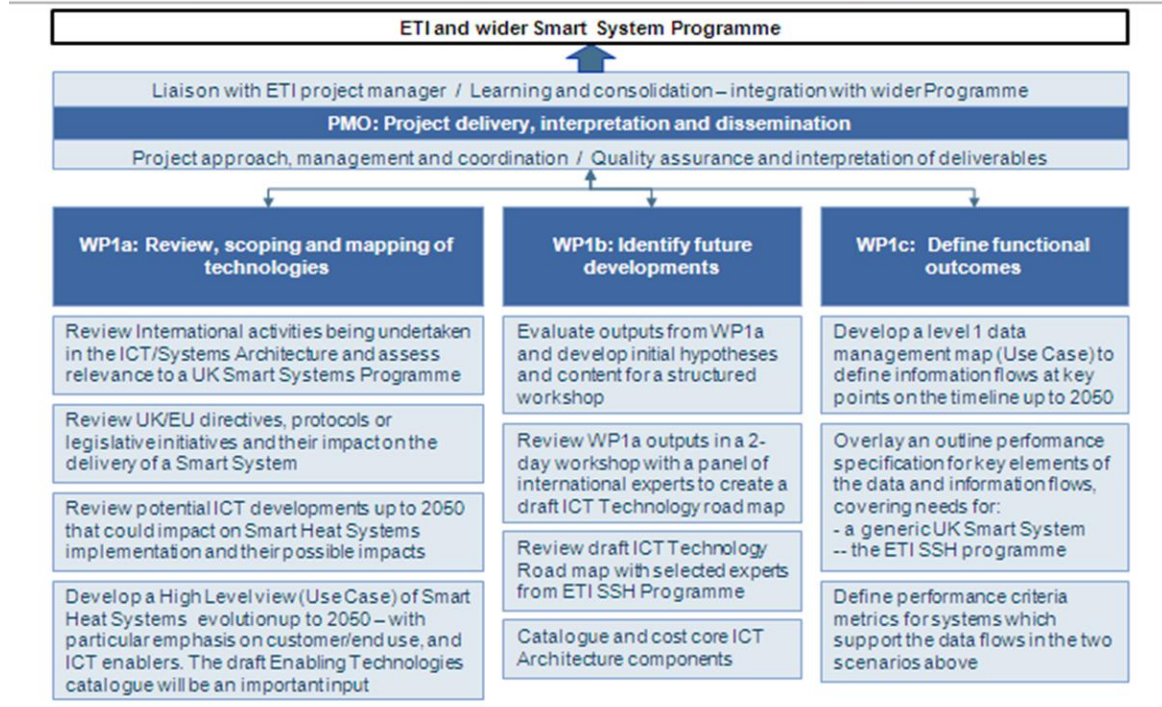 ETI and wider Smart System Programme
Liaison with ETI project manager / Learning and consolidation – integration with wider Programme
PMO: Project delivery, interpretation and dissemination
Project approach, management and coordination / Quality assurance and interpretation of deliverables
WP1a: Review, scoping and mapping of
technologies
Review International activities being undertaken
in the ICT/Systems Architecture and assess
relevance to a UK Smart Systems Programme
Review UK/EU directives, protocols or
legislative initiatives and their impact on the
delivery of a Smart System
Review potential ICT developments up to 2050
that could impact on Smart Heat Systems
implementation and their possible impacts
Develop a High Level view (Use Case) of Smart
Heat Systems evolution up to 2050 – with
particular emphasis on customer/end use, and
ICT enablers. The draft Enabling Technologies
catalogue will be an important input
WP1b: Identify future
developments
Evaluate outputs from WP1a
and develop initial hypotheses
and content for a structured
workshop
Review WP1a outputs in a 2-
day workshop with a panel of
international experts to create a
draft ICT Technology road map
Review draft ICT Technology
Road map with selected experts
from ETI SSH Programme
Catalogue and cost core ICT
Architecture components
WP1c: Define functional
outcomes
Develop a level 1 data
management map (Use Case) to
define information flows at key
points on the timeline up to 2050
Overlay an outline performance
specification for key elements of
the data and information flows,
covering needs for:
- a generic UK Smart System
-- the ETI SSH programme
Define performance criteria
metrics for systems which
support the data flows in the two
scenarios above